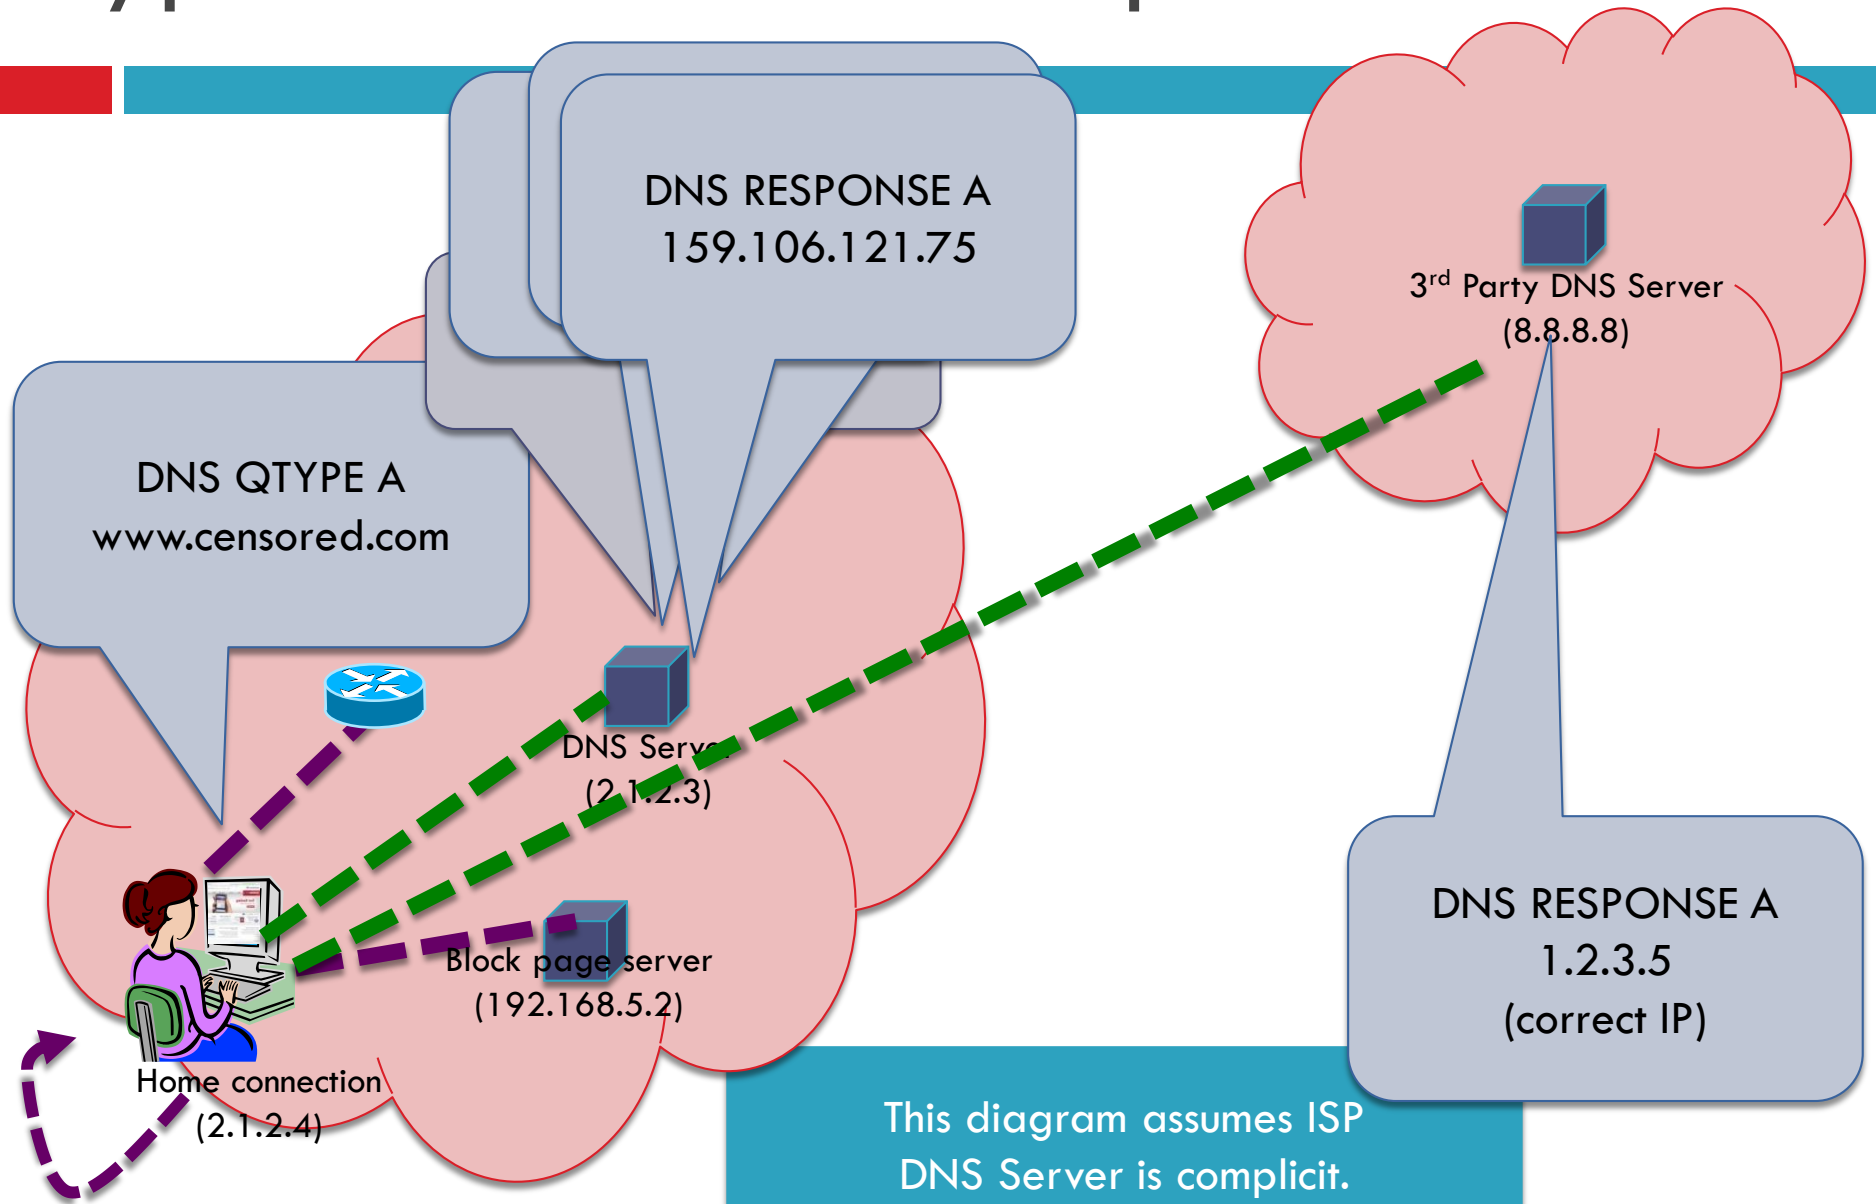 DNS RESPONSE A
159.106.121.75
3rd Party DNS Server
(8.8.8.8)
DNS QTYPE A
www.censored.com
DNS Server
(2.1.2.3)
Block page server
(192.168.5.2)
DNS RESPONSE A
1.2.3.5
(correct IP)
Home connection
(2.1.2.4)
This diagram assumes ISP
DNS Server is complicit.